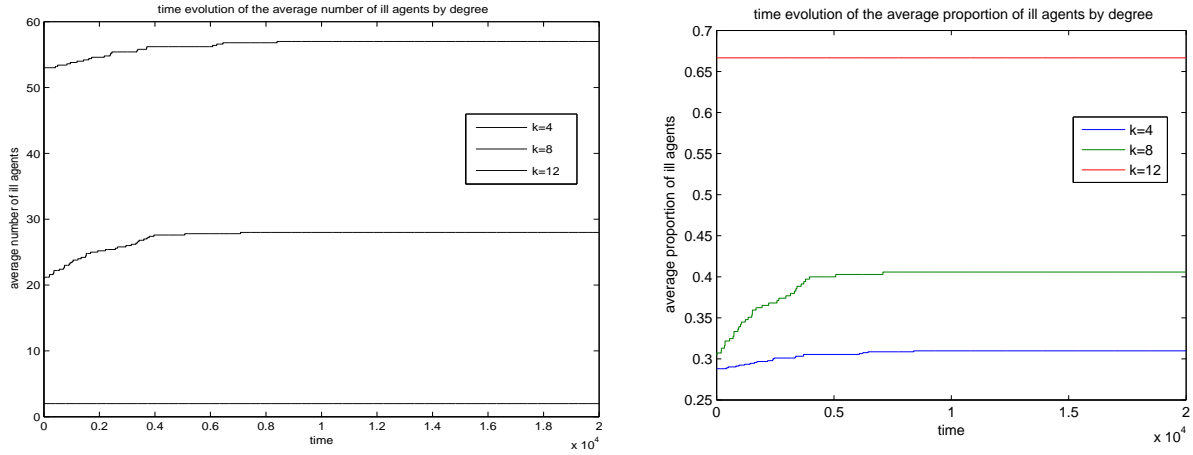 time evolution of the average number of ill agents by degree
60
50
40
30
20
10
0
average number of ill agents
k=4
k=8
k=12
0 0.2 0.4 0.6 0.8 1 1.2 1.4 1.6 1.8 2
time
x 10^4
time evolution of the average proportion of ill agents by degree
0.7
0.65
0.6
0.55
0.5
0.45
0.4
0.35
0.3
0.25
average proportion of ill agents
k=4
k=8
k=12
0 0.5 1 1.5 2
time
x 10^4